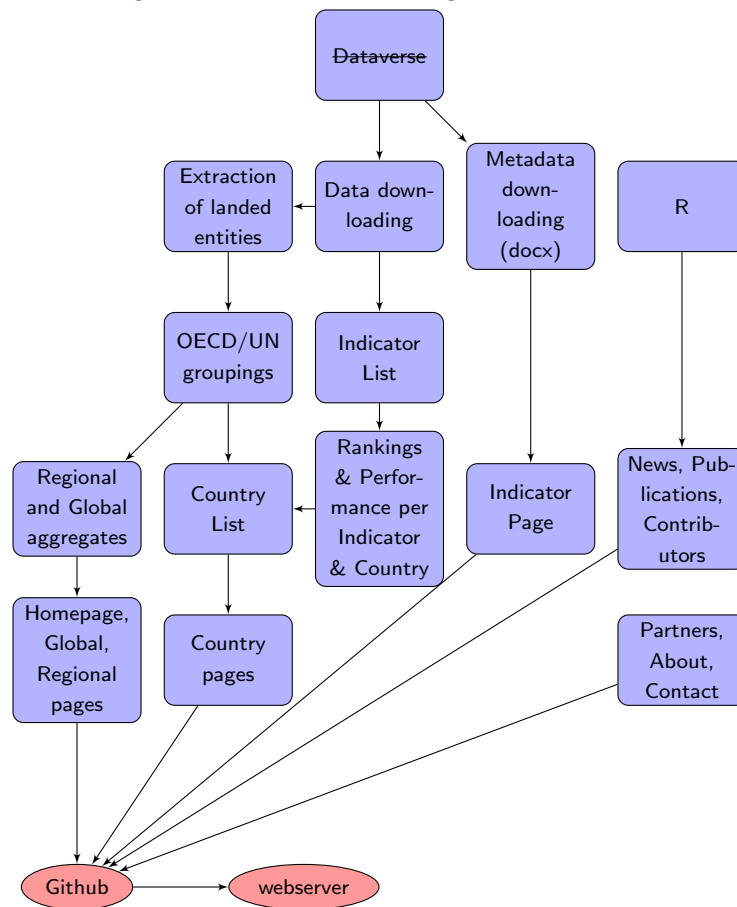 Dataverse
Extraction
of landed
entities
Data down-
loading
Metadata
down-
loading
(docx)
R
OECD/UN
groupings
Indicator
List
Regional
and Global
aggregates
Country
List
Rankings
& Perfor-
mance per
Indicator
& Country
Indicator
Page
News, Pub-
lications,
Contrib-
utors
Homepage,
Global,
Regional
pages
Country
pages
Partners,
About,
Contact
Github
webserver